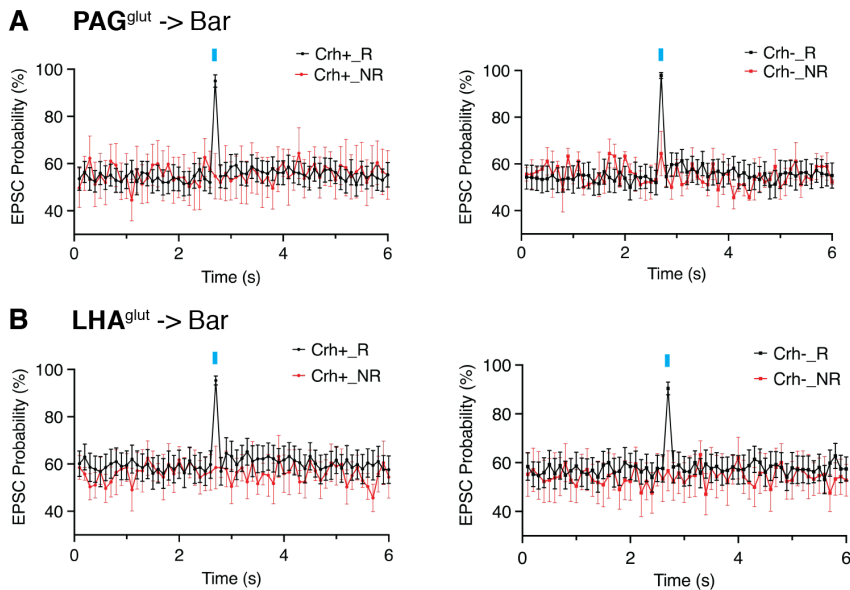 A PAGglut -> Bar
Crh+_R
Crh+_NR
EPSC Probability (%)
100
80
60
40
0 2 4 6
Time (s)
Crh-_R
Crh-_NR
EPSC Probability (%)
100
80
60
40
0 2 4 6
Time (s)
B LHAglut -> Bar
Crh+_R
Crh+_NR
EPSC Probability (%)
100
80
60
40
0 2 4 6
Time (s)
Crh-_R
Crh-_NR
EPSC Probability (%)
100
80
60
40
0 2 4 6
Time (s)